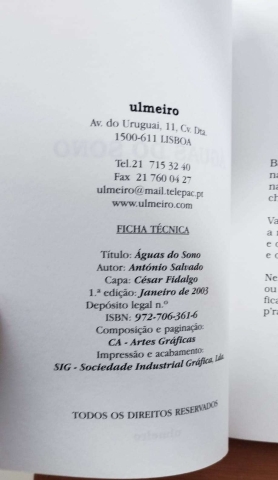 ulmeiro
Av. do Uruguai, 11, Cv. Dta.
1500-611 LISBOA
Tel.21 715 32 40
Fax 21 760 04 27
ulmeiro@mail.telepac.pt
www.ulmeiro.com
FICHA TÉCNICA
Título: Águas do Sono
Autor: António Salvado
Capa: César Fidalgo
1.ª edição: Janeiro de 2003
Depósito legal n.º
ISBN: 972-706-361-6
Composição e paginação:
CA - Artes Gráficas
Impressão e acabamento:
SIG - Sociedade Industrial Gráfica, Lda.
TODOS OS DIREITOS RESERVADOS